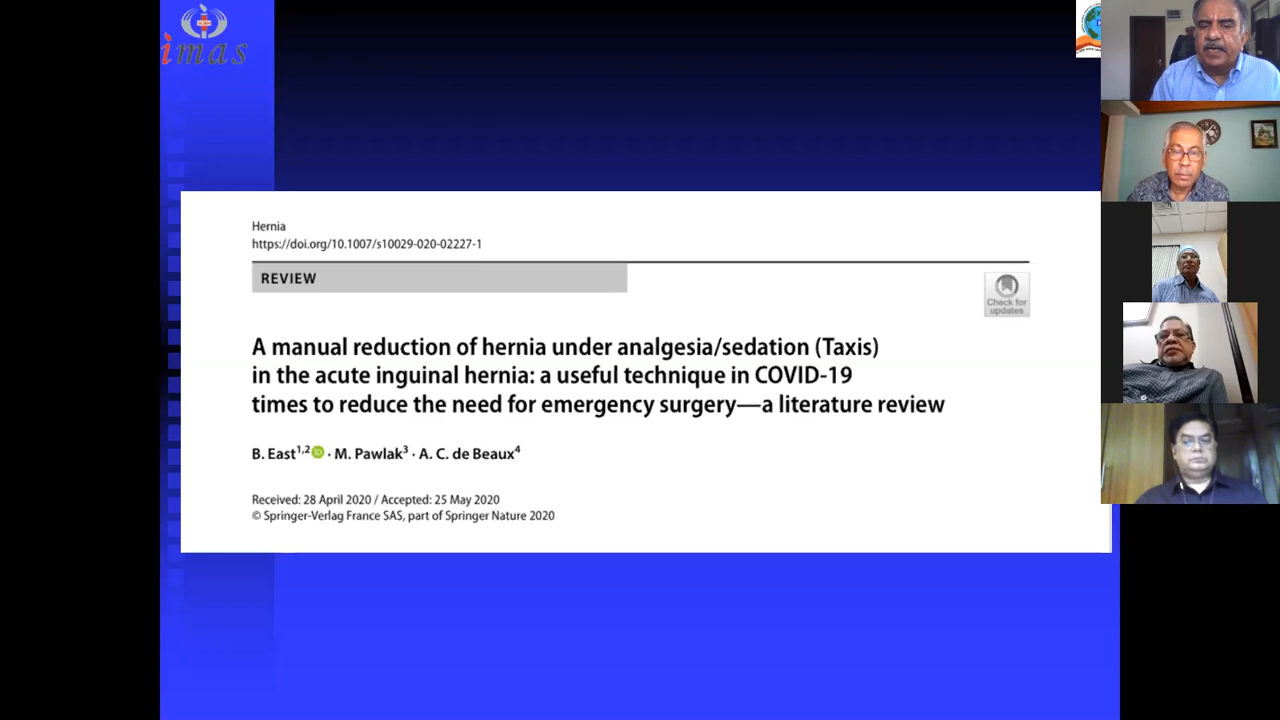 imas
Hernia
https://doi.org/10.1007/s10029-020-02227-1
REVIEW
Check for
updates
A manual reduction of hernia under analgesia/sedation (Taxis)
in the acute inguinal hernia: a useful technique in COVID-19
times to reduce the need for emergency surgery—a literature review
B. East1,2 · M. Pawlak3 · A. C. de Beaux4
Received: 28 April 2020 / Accepted: 25 May 2020
© Springer-Verlag France SAS, part of Springer Nature 2020